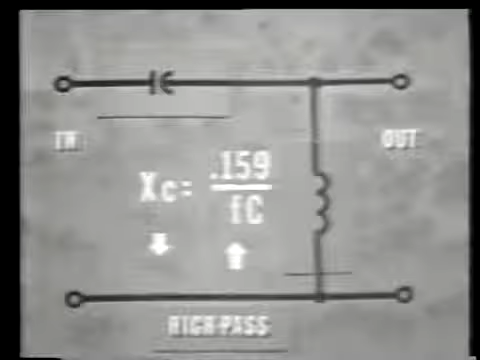 IN
OUT
Xc= .159
fC
HIGH-PASS